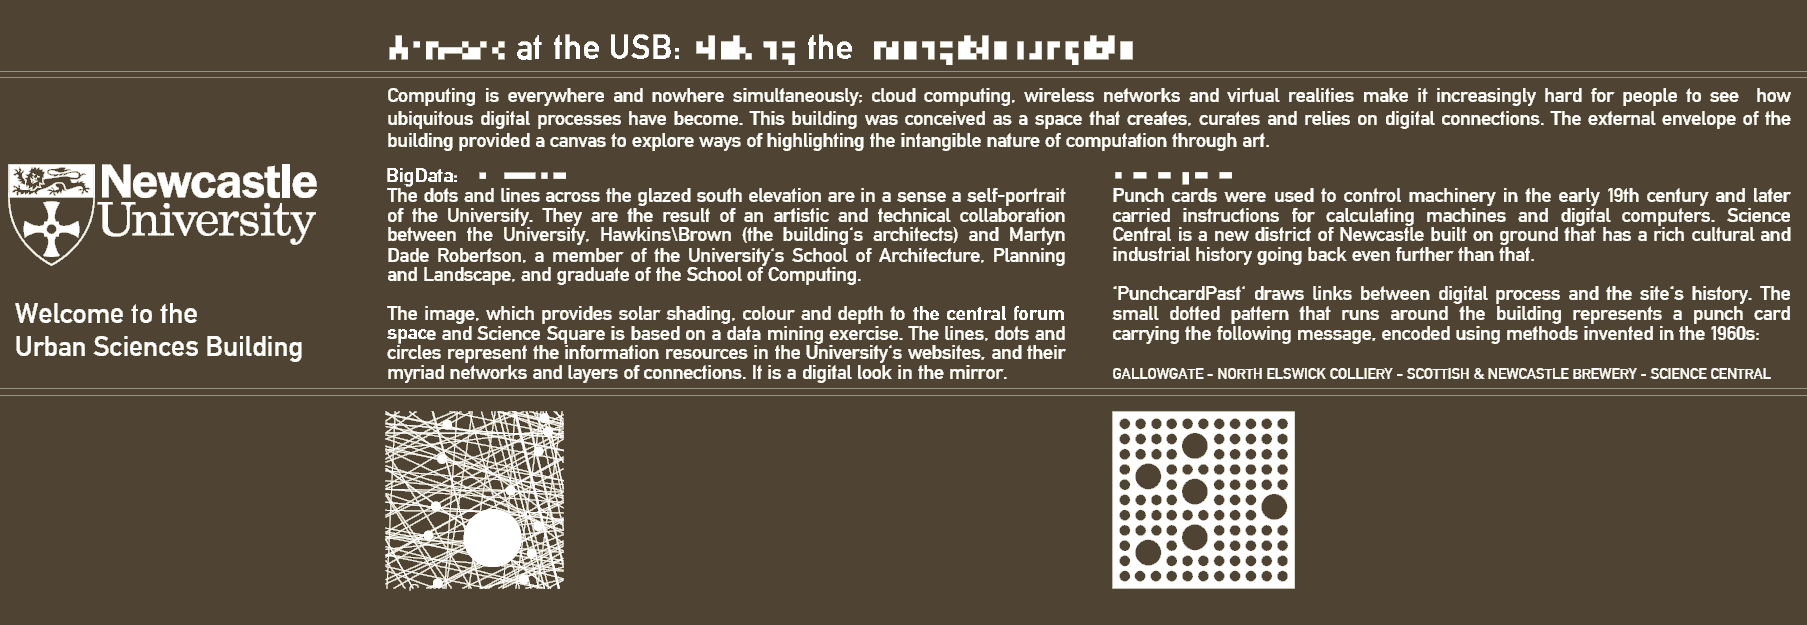 at the USB: the
Computing is everywhere and nowhere simultaneously; cloud computing, wireless networks and virtual realities make it increasingly hard for people to see how
ubiquitous digital processes have become. This building was conceived as a space that creates, curates and relies on digital connections. The external envelope of the
building provided a canvas to explore ways of highlighting the intangible nature of computation through art.
Newcastle
University
Welcome to the
Urban Sciences Building
BigData:
The dots and lines across the glazed south elevation are in a sense a self-portrait
of the University. They are the result of an artistic and technical collaboration
between the University, Hawkins\Brown (the building's architects) and Martyn
Dade Robertson, a member of the University's School of Architecture, Planning
and Landscape, and graduate of the School of Computing.
The image, which provides solar shading, colour and depth to the central forum
space and Science Square is based on a data mining exercise. The lines, dots and
circles represent the information resources in the University's websites, and their
myriad networks and layers of connections. It is a digital look in the mirror.
Punch cards were used to control machinery in the early 19th century and later
carried instructions for calculating machines and digital computers. Science
Central is a new district of Newcastle built on ground that has a rich cultural and
industrial history going back even further than that.
'PunchcardPast' draws links between digital process and the site's history. The
small dotted pattern that runs around the building represents a punch card
carrying the following message, encoded using methods invented in the 1960s:
GALLOWGATE - NORTH ELSWICK COLLIERY - SCOTTISH & NEWCASTLE BREWERY - SCIENCE CENTRAL